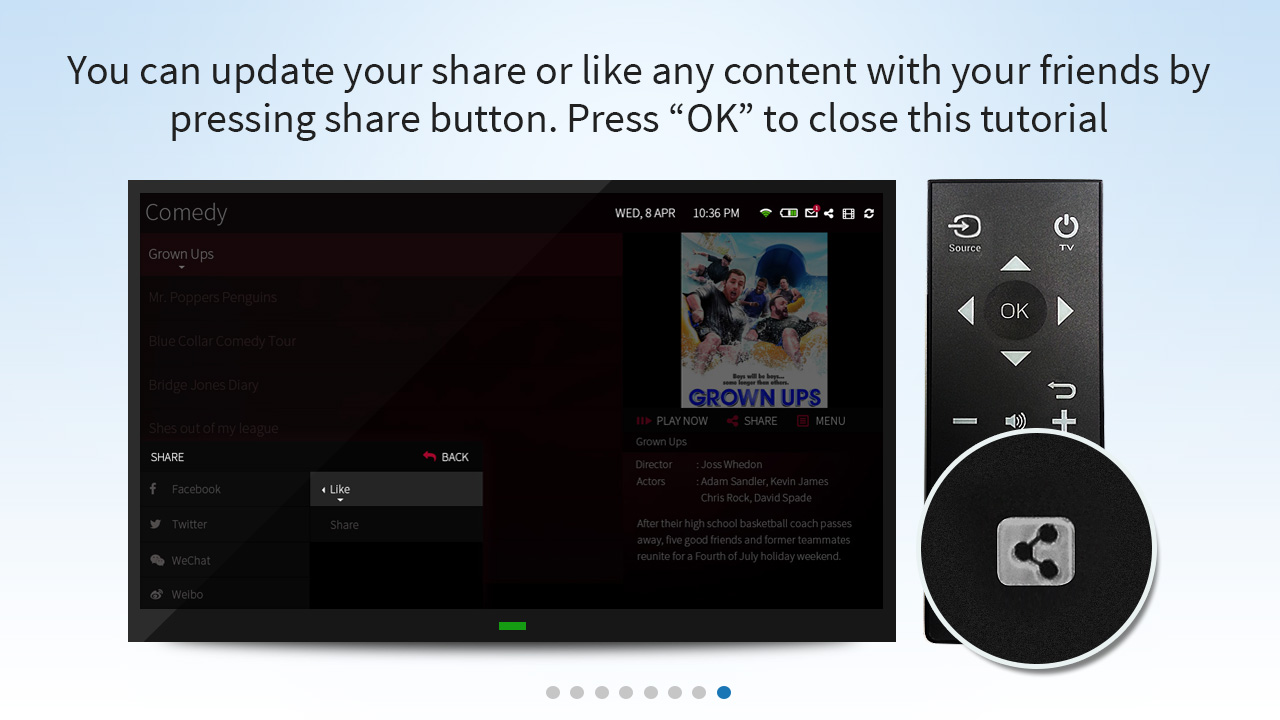 You can update your share or like any content with your friends by
pressing share button. Press “OK” to close this tutorial
Comedy
WED, 8 APR 10:36 PM
1
Grown Ups
Mr. Poppers Penguins
Blue Collar Comedy Tour
Bridge Jones Diary
Shes out of my league
SHARE BACK
Facebook
Twitter
WeChat
Weibo
Like
Share
Boys will be boys...
some longer than others.
GROWN UPS
PLAY NOW SHARE MENU
Grown Ups
Director : Joss Whedon
Actors : Adam Sandler, Kevin James
Chris Rock, David Spade
After their high school basketball coach passes
away, five good friends and former teammates
reunite for a Fourth of July holiday weekend.
Source TV
OK